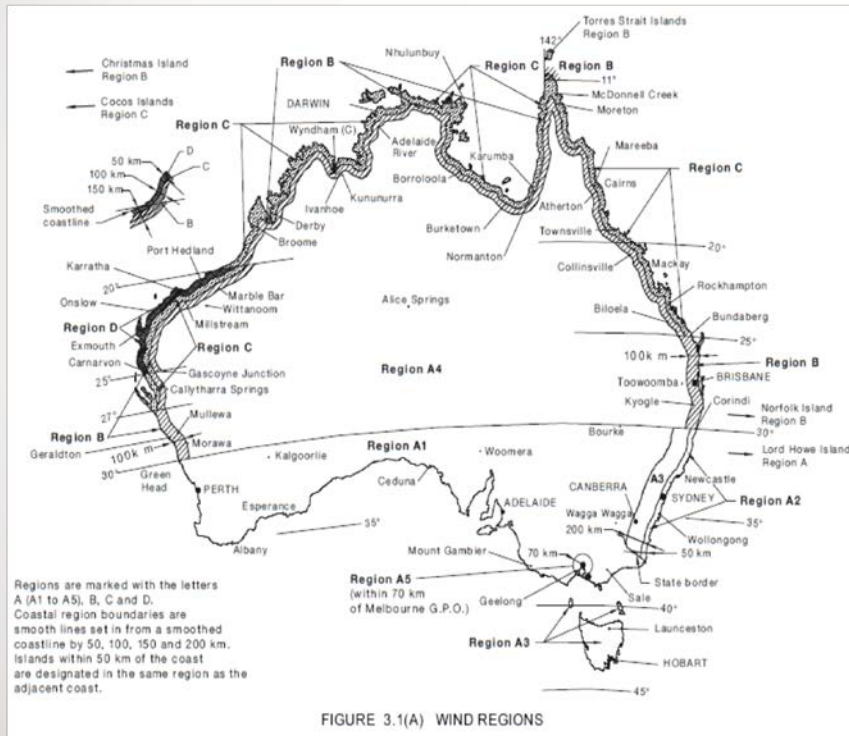 Torres Strait Islands
Region B
142°
Nhulunbuy
Christmas Island
Region B
Region B
Region C
Region B
11°
McDonnell Creek
Moreton
Cocos Islands
Region C
DARWIN
Region C
Wyndham (C)
Adelaide
River
Karumba
Mareeba
50 km
D
C
100 km
150 km
B
Smoothed
coastline
Region C
Cairns
Borroloola
Kununurra
Ivanhoe
Atherton
Derby
Burketown
Townsville
Broome
Port Hedland
Normanton
20°
Collinsville
Mackay
Karratha
20°
Marble Bar
Wittanoom
Alice Springs
Rockhampton
Onslow
Millstream
Biloela
Bundaberg
Region D
Exmouth
Region C
25°
Carnarvon
Gascoyne Junction
Region A4
100k m
Region B
25°
Callytharra Springs
Toowoomba
BRISBANE
27°
Mullewa
Kyogle
Corindi
Norfolk Island
Region B
Region B
Bourke
30°
Geraldton
100k m
Morawa
Region A1
Lord Howe Island
Region A
30°
Green
Head
Kalgoorlie
Woomera
PERTH
Ceduna
A3
Newcastle
CANBERRA
SYDNEY
Region A2
Esperance
ADELAIDE
Wagga Wagga
35°
35°
200 km
Wollongong
Albany
Mount Gambier
70 km
50 km
Region A5
(within 70 km
of Melbourne G.P.O.)
State border
Geelong
Sale
40°
Launceston
Region A3
HOBART
45°
Regions are marked with the letters
A (A1 to A5), B, C and D.
Coastal region boundaries are
smooth lines set in from a smoothed
coastline by 50, 100, 150 and 200 km.
Islands within 50 km of the coast
are designated in the same region as the
adjacent coast.
FIGURE 3.1(A) WIND REGIONS